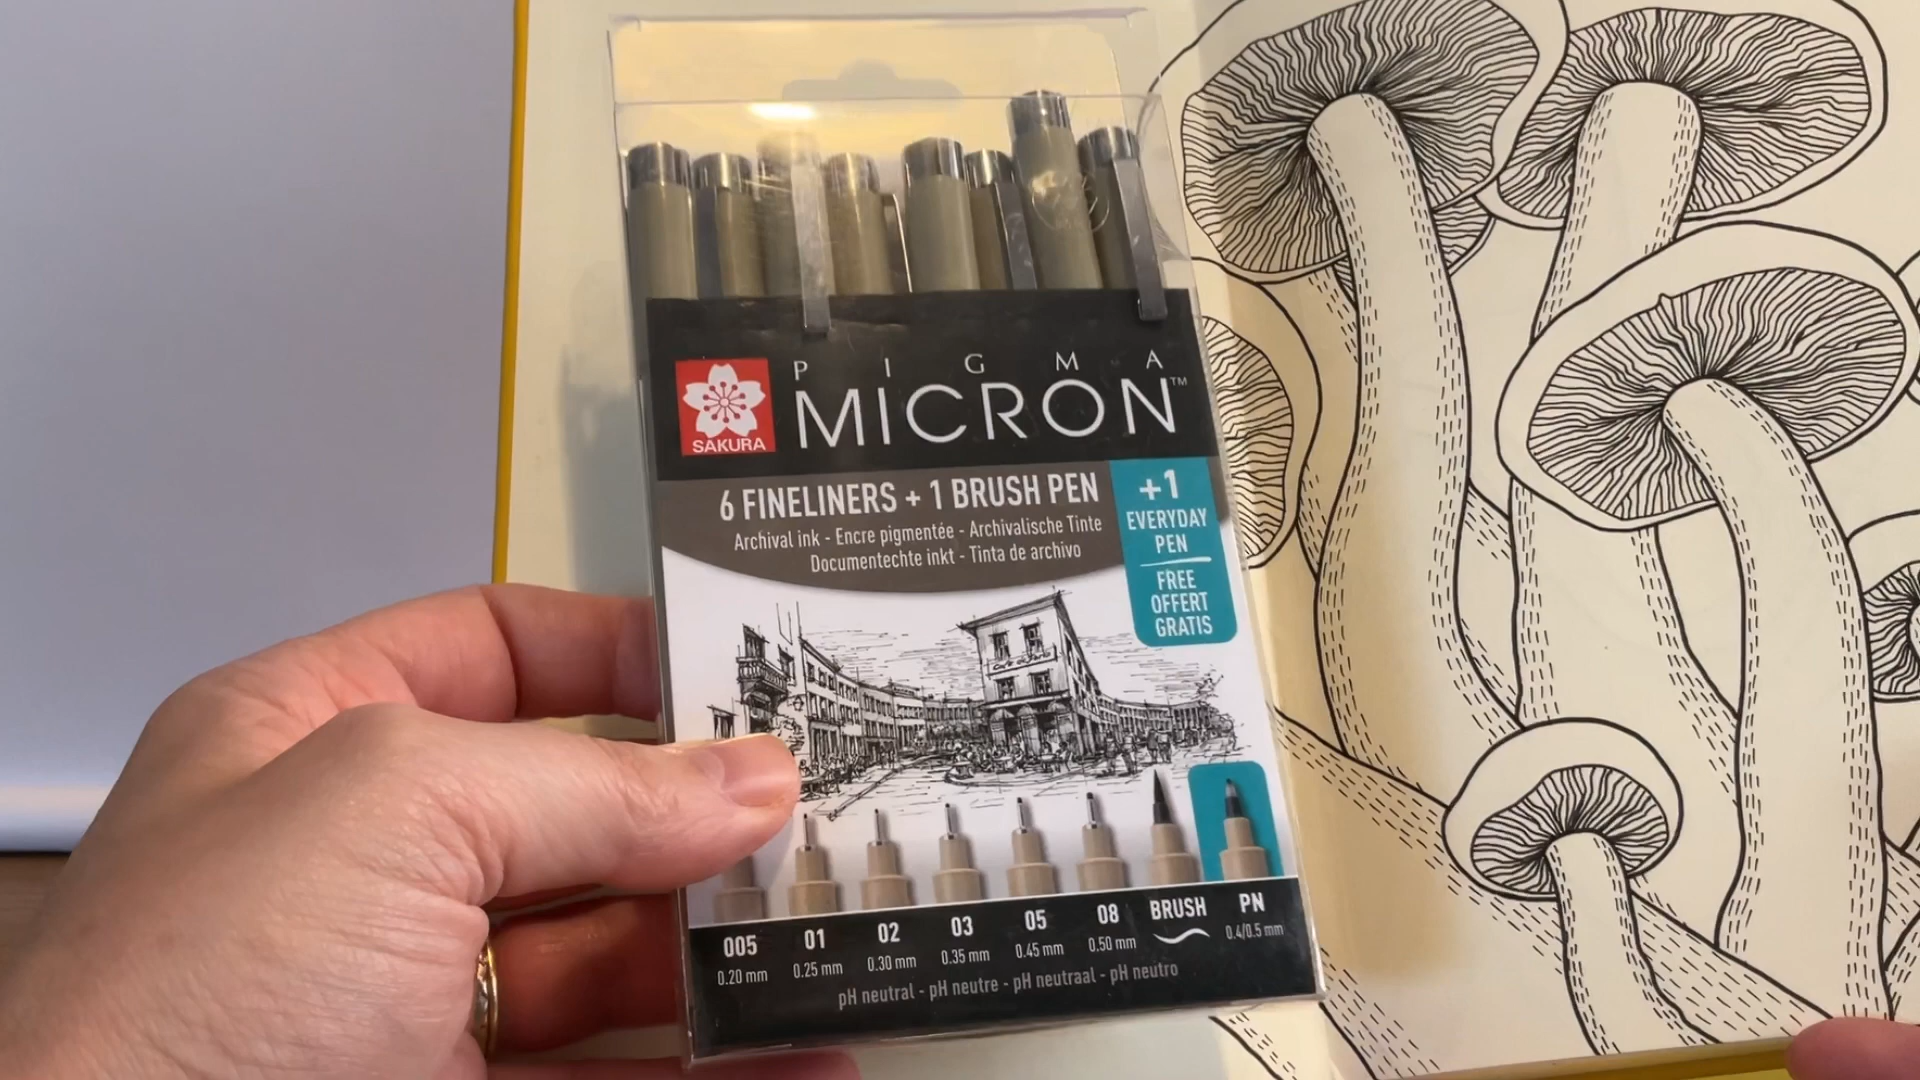 PIGMA
MICRON™
SAKURA
6 FINELINERS + 1 BRUSH PEN
Archival ink - Encre pigmentée - Archivalische Tinte
Documentechte inkt - Tinta de archivo
+1
EVERYDAY
PEN
FREE
OFFERT
GRATIS
005 01 02 03 05 08 BRUSH PN
0.20 mm 0.25 mm 0.30 mm 0.35 mm 0.45 mm 0.50 mm 0.4/0.5 mm
pH neutral - pH neutre - pH neutraal - pH neutro